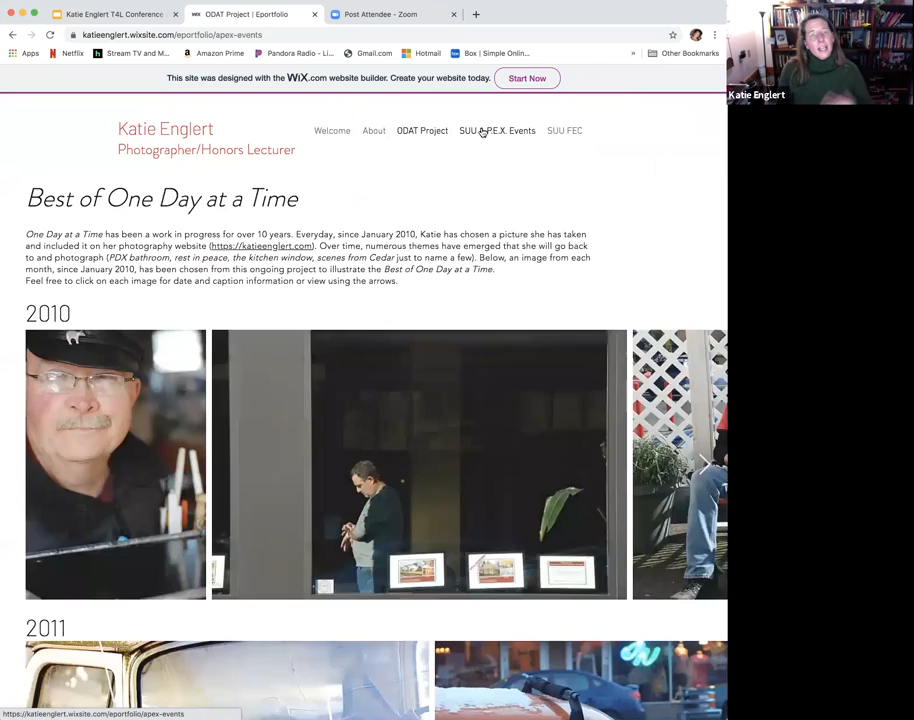 Katie Englert T4L Conference
ODAT Project | Eportfolio
Post Attendee - Zoom
katieenglert.wixsite.com/eportfolio/apex-events
Apps
Netflix
Stream TV and M...
Amazon Prime
Pandora Radio - Li...
Gmail.com
Hotmail
Box | Simple Onlin...
»
Other Bookmarks
This site was designed with the WiX.com website builder. Create your website today.
Start Now
Katie Englert
Katie Englert
Photographer/Honors Lecturer
Welcome
About
ODAT Project
SUU A.P.E.X. Events
SUU FEC
Best of One Day at a Time
One Day at a Time has been a work in progress for over 10 years. Everyday, since January 2010, Katie has chosen a picture she has taken
and included it on her photography website (https://katieenglert.com). Over time, numerous themes have emerged that she will go back
to and photograph (PDX bathroom, rest in peace, the kitchen window, scenes from Cedar just to name a few). Below, an image from each
month, since January 2010, has been chosen from this ongoing project to illustrate the Best of One Day at a Time.
Feel free to click on each image for date and caption information or view using the arrows.
2010
2011
https://katieenglert.wixsite.com/eportfolio/apex-events